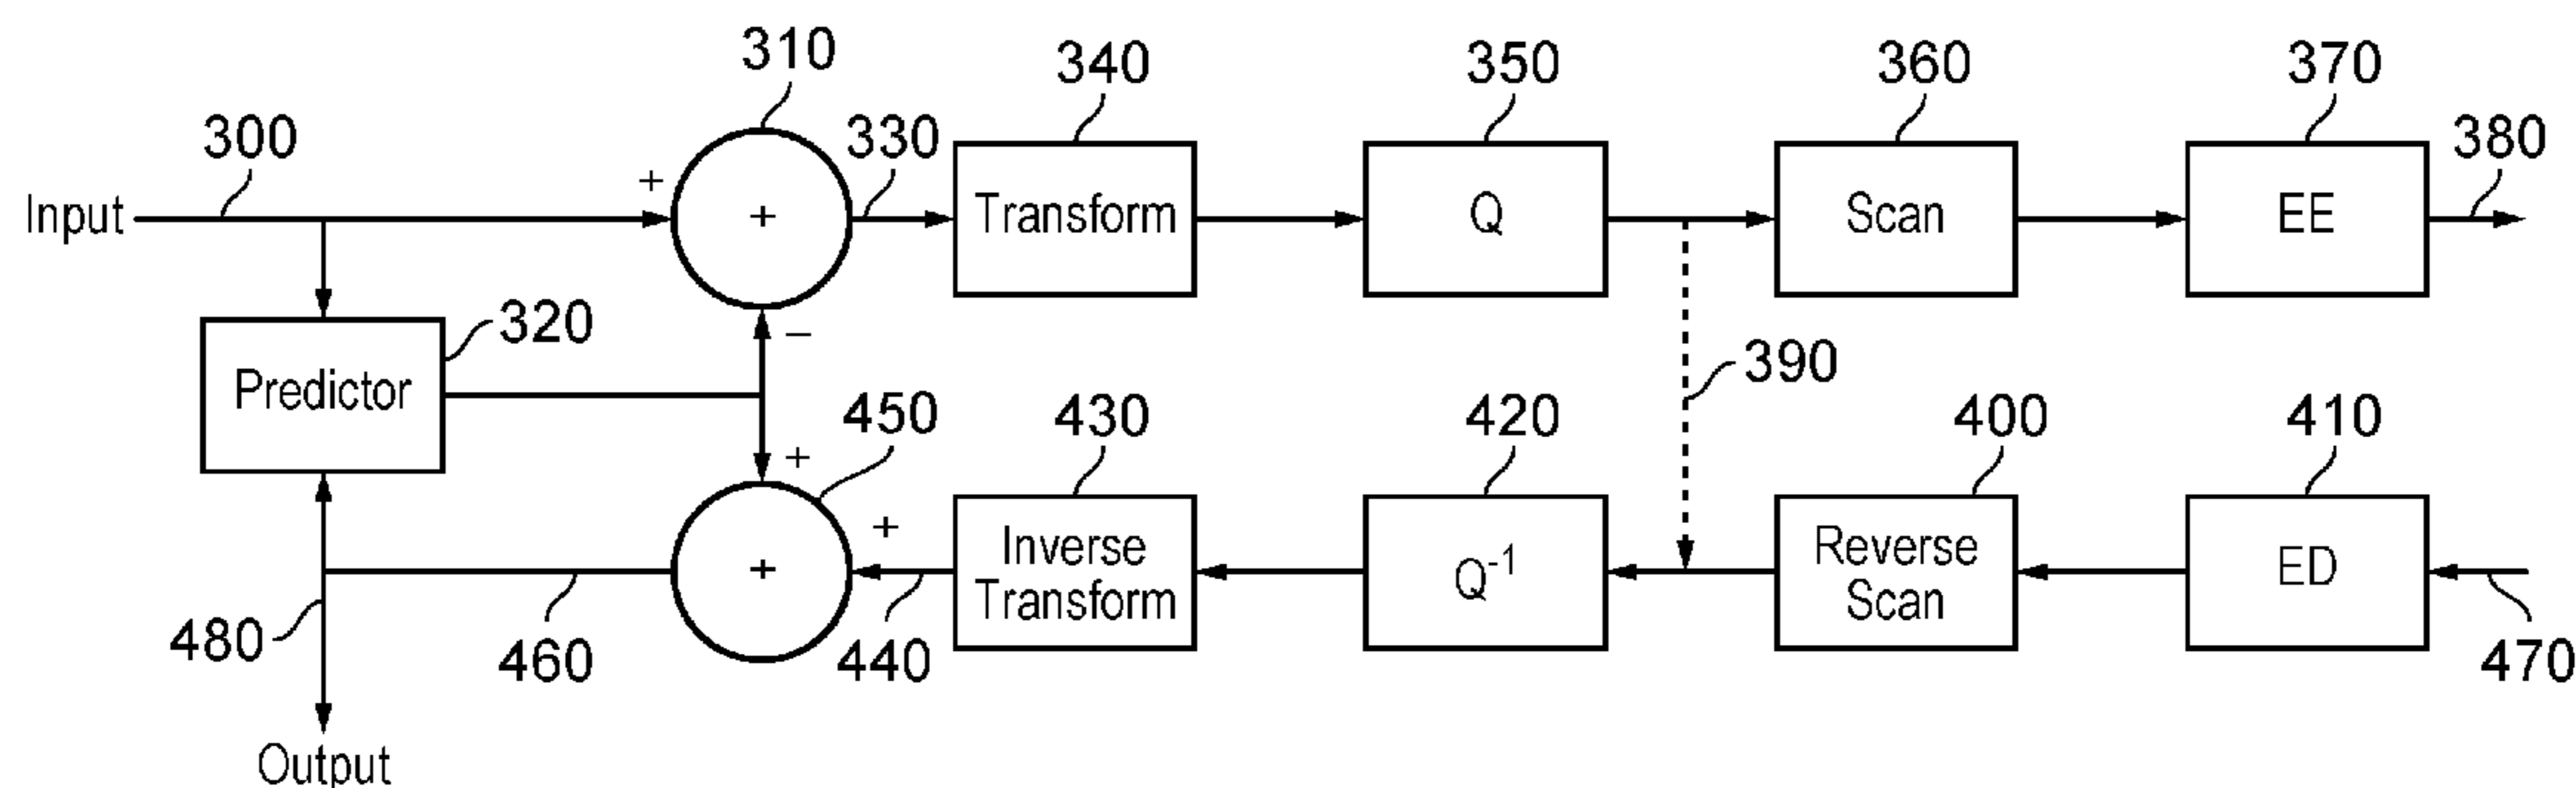 310
340
350
360
370
300
330
380
+
Input
+
Transform
Q
Scan
EE
−
320
Predictor
390
450
430
420
400
410
+
+
Inverse
Transform
+
Q-1
Reverse
Scan
ED
480
460
440
470
Output